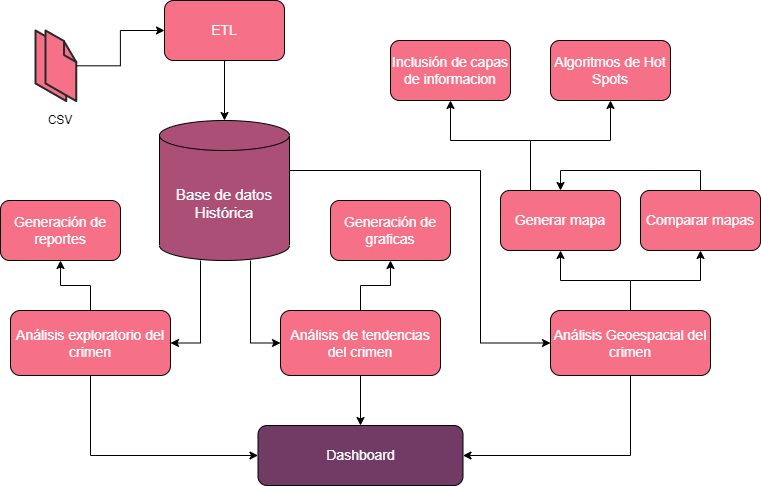 ETL
CSV
Inclusión de capas
de informacion
Algoritmos de Hot
Spots
Base de datos
Histórica
Generación de
reportes
Generación de
graficas
Generar mapa
Comparar mapas
Análisis exploratorio del
crimen
Análisis de tendencias
del crimen
Análisis Geoespacial del
crimen
Dashboard